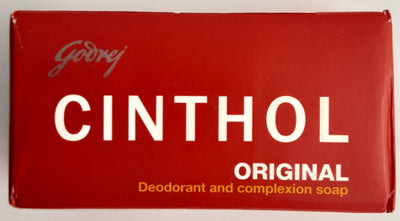 Godrej
CINTHOL
ORIGINAL
Deodorant and complexion soap